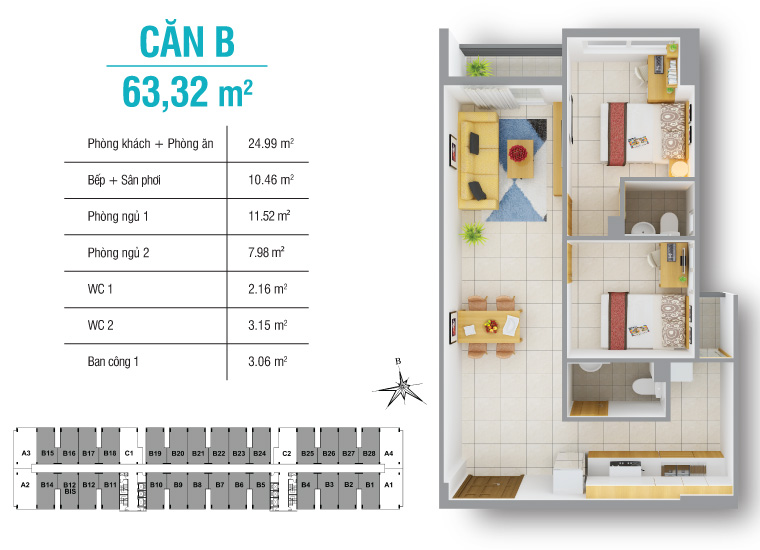 CĂN B
63,32 m²
Phòng khách + Phòng ăn 24.99 m²
Bếp + Sân phơi 10.46 m²
Phòng ngủ 1 11.52 m²
Phòng ngủ 2 7.98 m²
WC 1 2.16 m²
WC 2 3.15 m²
Ban công 1 3.06 m²
B
A3 B15 B16 B17 B18 C1 B19 B20 B21 B22 B23 B24 C2 B25 B26 B27 B28 A4
A2 B14 B12 BIS B12 B11 B10 B9 B8 B7 B6 B5 B4 B3 B2 B1 A1